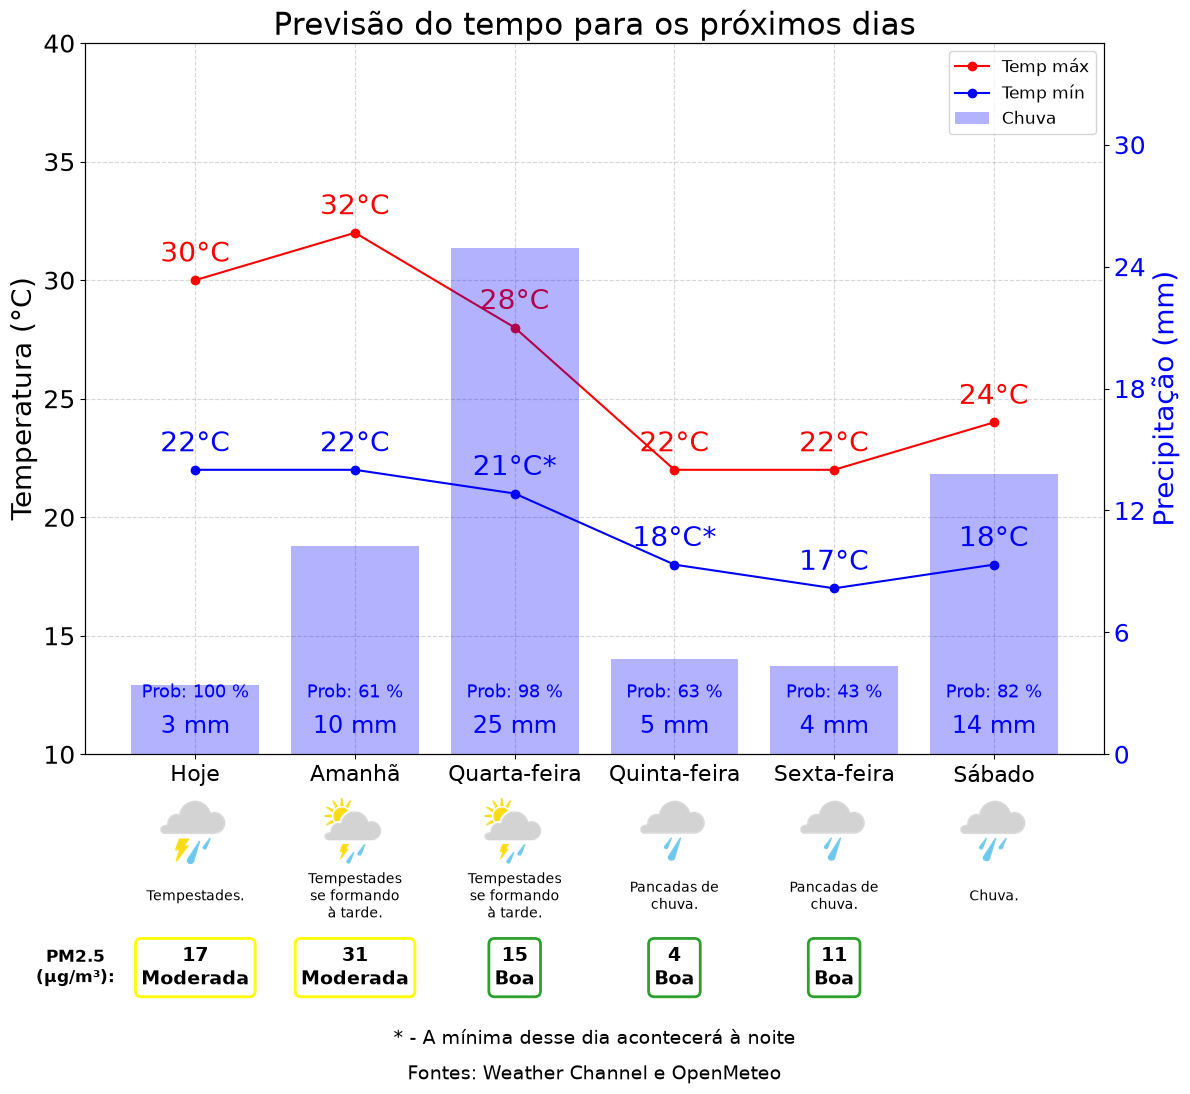 Previsão do tempo para os próximos dias
Temp máx
Temp mín
Chuva
Temperatura (°C)
Precipitação (mm)
40
35
30
25
20
15
10
30
24
18
12
6
0
30°C
32°C
28°C
22°C
22°C
24°C
22°C
22°C
21°C*
18°C*
17°C
18°C
Prob: 100 %
Prob: 61 %
Prob: 98 %
Prob: 63 %
Prob: 43 %
Prob: 82 %
3 mm
10 mm
25 mm
5 mm
4 mm
14 mm
Hoje
Amanhã
Quarta-feira
Quinta-feira
Sexta-feira
Sábado
Tempestades.
Tempestades
se formando
à tarde.
Tempestades
se formando
à tarde.
Pancadas de
chuva.
Pancadas de
chuva.
Chuva.
PM2.5
(µg/m³):
17
Moderada
31
Moderada
15
Boa
4
Boa
11
Boa
* - A mínima desse dia acontecerá à noite
Fontes: Weather Channel e OpenMeteo